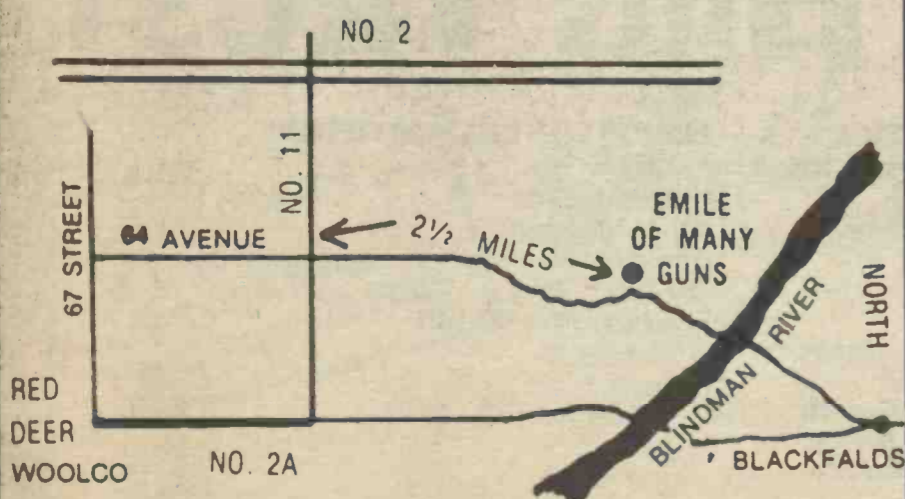 NO. 2
NO. 11
67 STREET
64 AVENUE
2½ MILES
EMILE
OF MANY
GUNS
NORTH
BLINDMAN RIVER
RED
DEER
WOOLCO
NO. 2A
BLACKFALDS